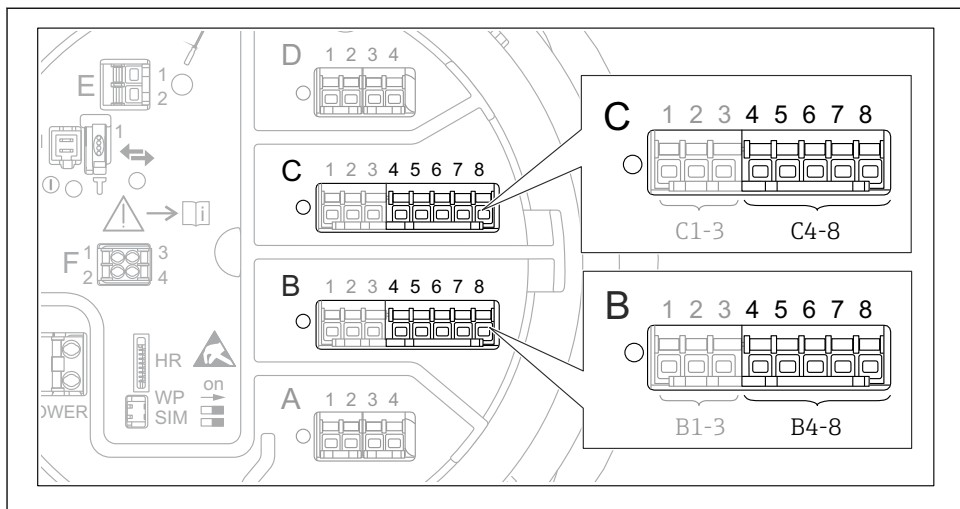 D 1 2 3 4
E 1
2
1
C 1 2 3 4 5 6 7 8
i
F 1 3
2 4
B 1 2 3 4 5 6 7 8
HR
WP on
SIM
OWER
A 1 2 3 4
C 1 2 3 4 5 6 7 8
C1-3 C4-8
B 1 2 3 4 5 6 7 8
B1-3 B4-8